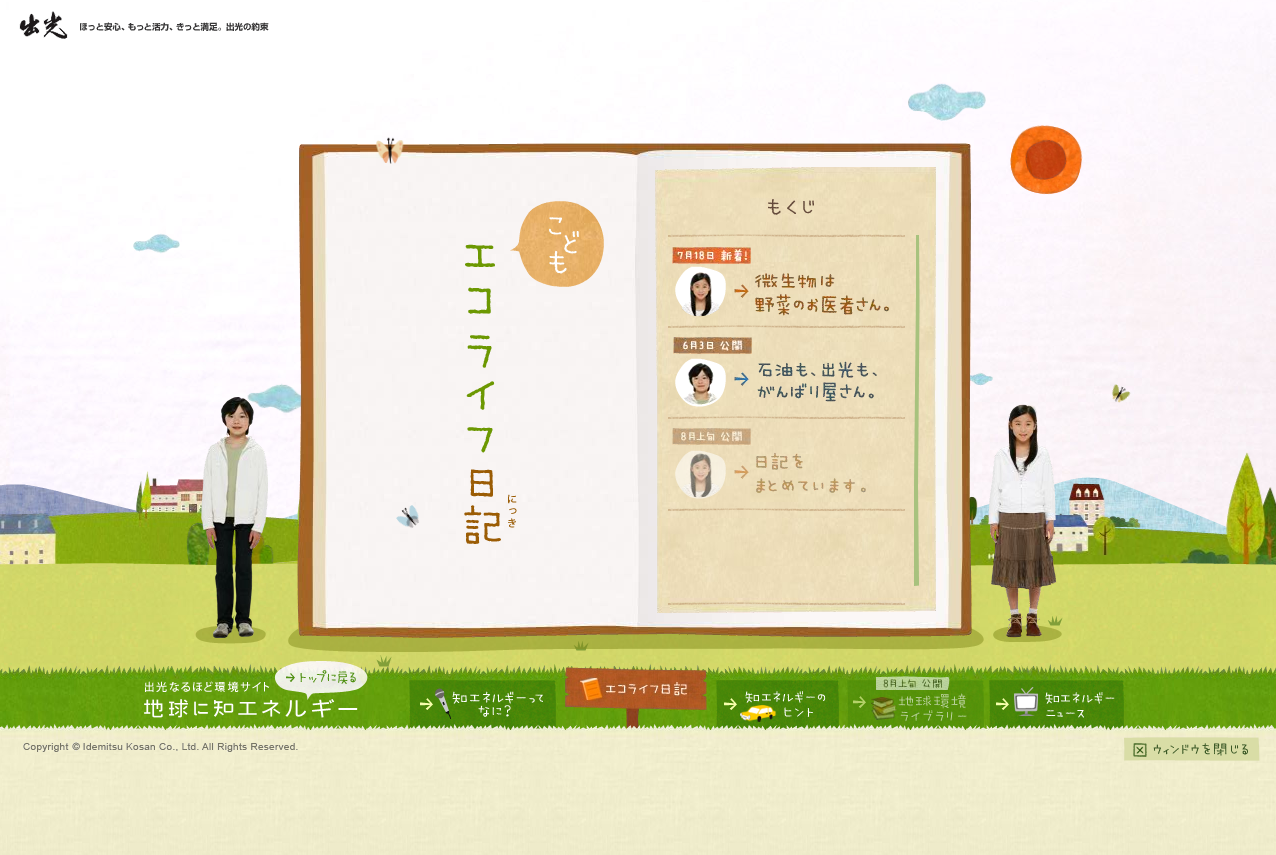 出光
ほっと安心、もっと活力、きっと満足。出光の約束
こども
エコライフ日記
にっき
もくじ
7月18日 新着!
微生物は
野菜のお医者さん。
6月3日 公開
石油も、出光も、
がんばり屋さん。
8月上旬 公開
日記を
まとめています。
トップに戻る
出光なるほど環境サイト
地球に知エネルギー
知エネルギーって
なに?
エコライフ日記
知エネルギーの
ヒント
8月上旬 公開
地球環境
ライブラリー
知エネルギー
ニュース
Copyright © Idemitsu Kosan Co., Ltd. All Rights Reserved.
ウィンドウを閉じる